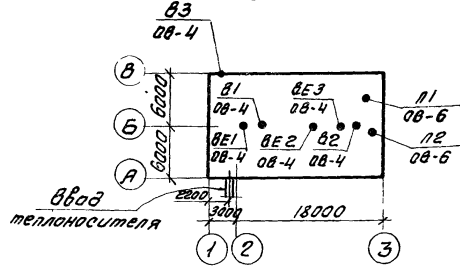 В3
ОВ-4
В
6000
В1
ОВ-4
ВЕ3
ОВ-4
П1
ОВ-6
Б
ВЕ1
ОВ-4
ВЕ2
ОВ-4
В2
ОВ-4
П2
ОВ-6
6000
А
Ввод
теплоносителя
2200
3000
18000
1
2
3